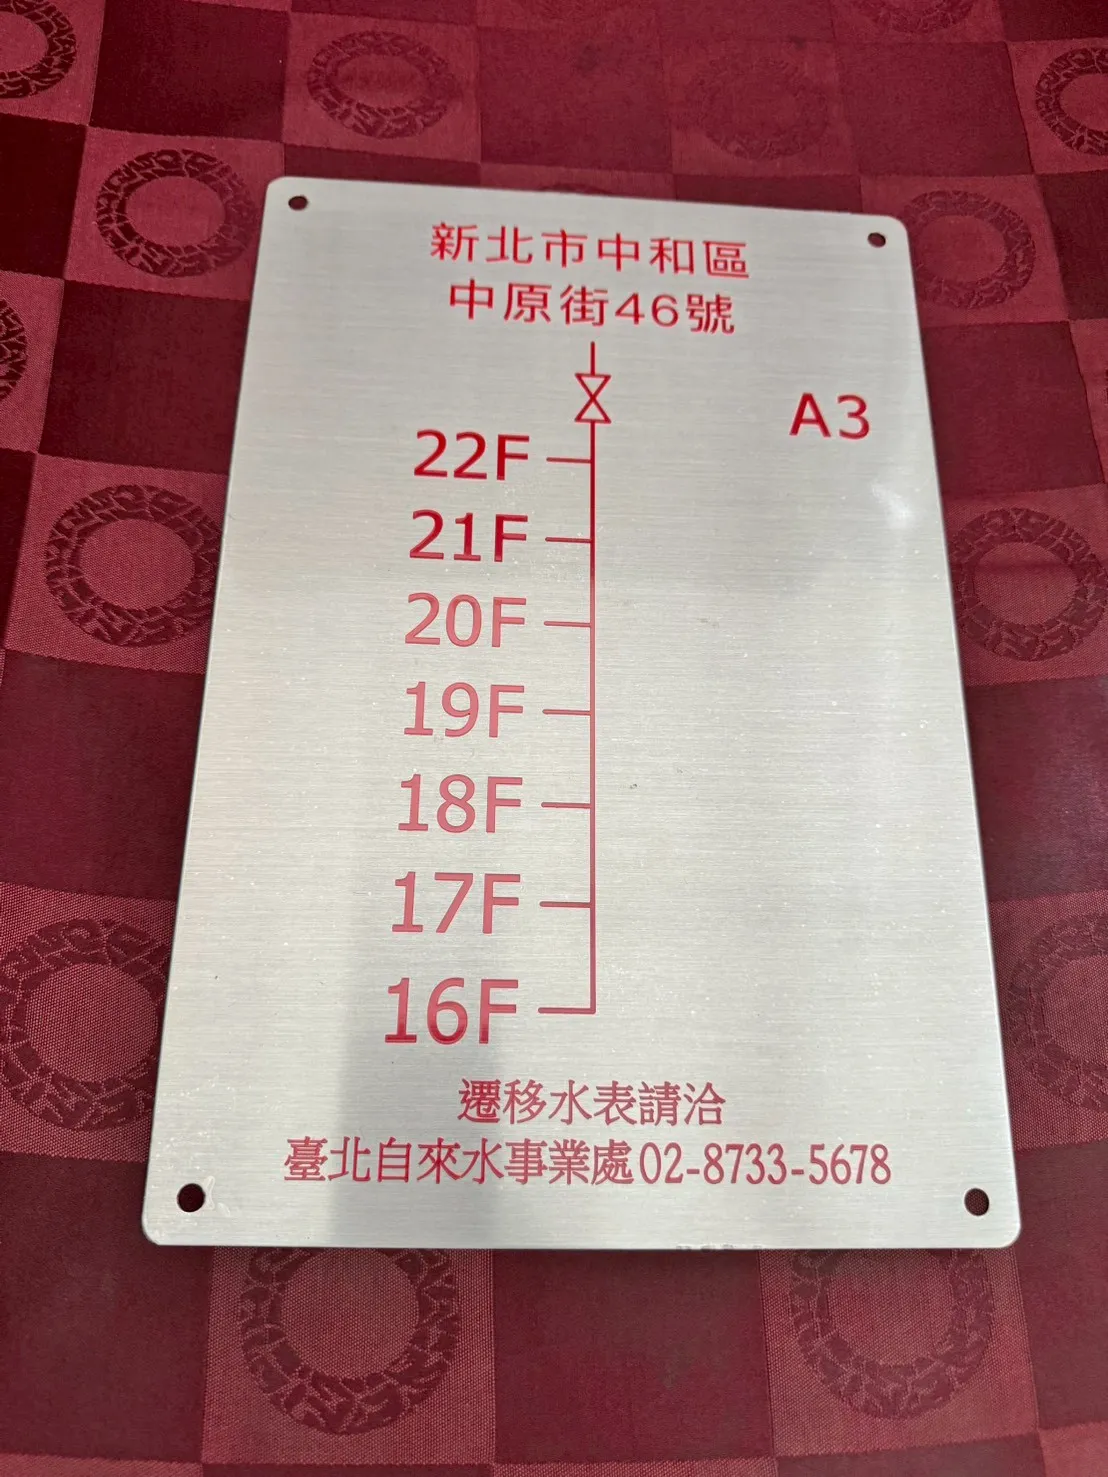 新北市中和區
中原街46號
A3
22F
21F
20F
19F
18F
17F
16F
遷移水表請洽
臺北自來水事業處02-8733-5678